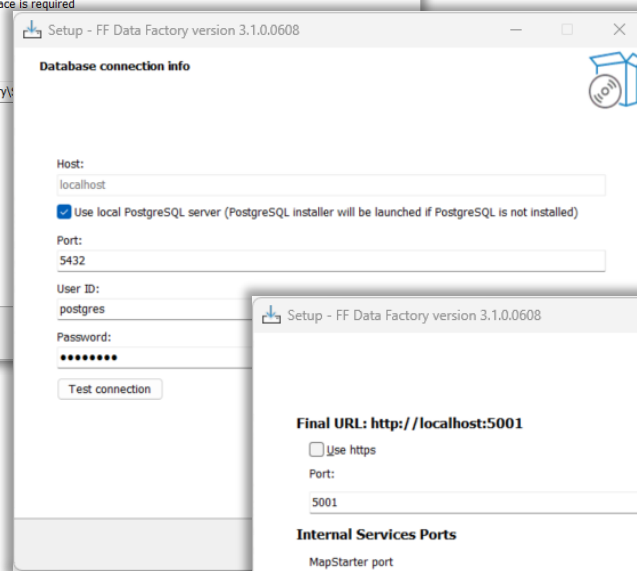 ace is required
Setup - FF Data Factory version 3.1.0.0608
Database connection info
Host:
localhost
Use local PostgreSQL server (PostgreSQL installer will be launched if PostgreSQL is not installed)
Port:
5432
User ID:
postgres
Password:
••••••••
Test connection
Setup - FF Data Factory version 3.1.0.0608
Final URL: http://localhost:5001
Use https
Port:
5001
Internal Services Ports
MapStarter port